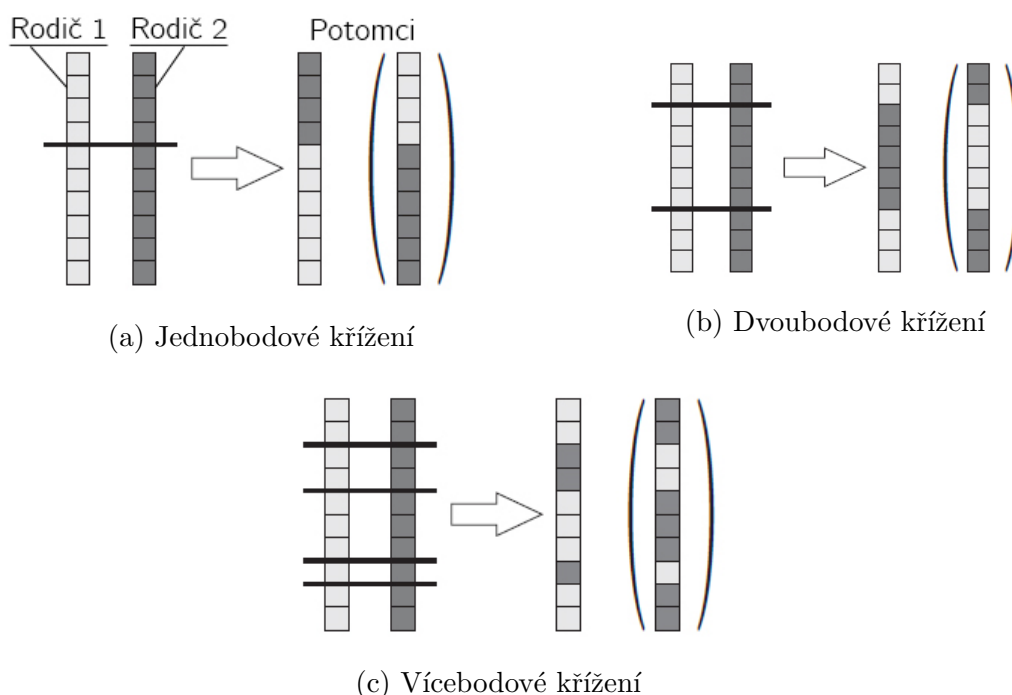 Rodič 1 Rodič 2 Potomci
(a) Jednobodové křížení
(b) Dvoubodové křížení
(c) Vícebodové křížení